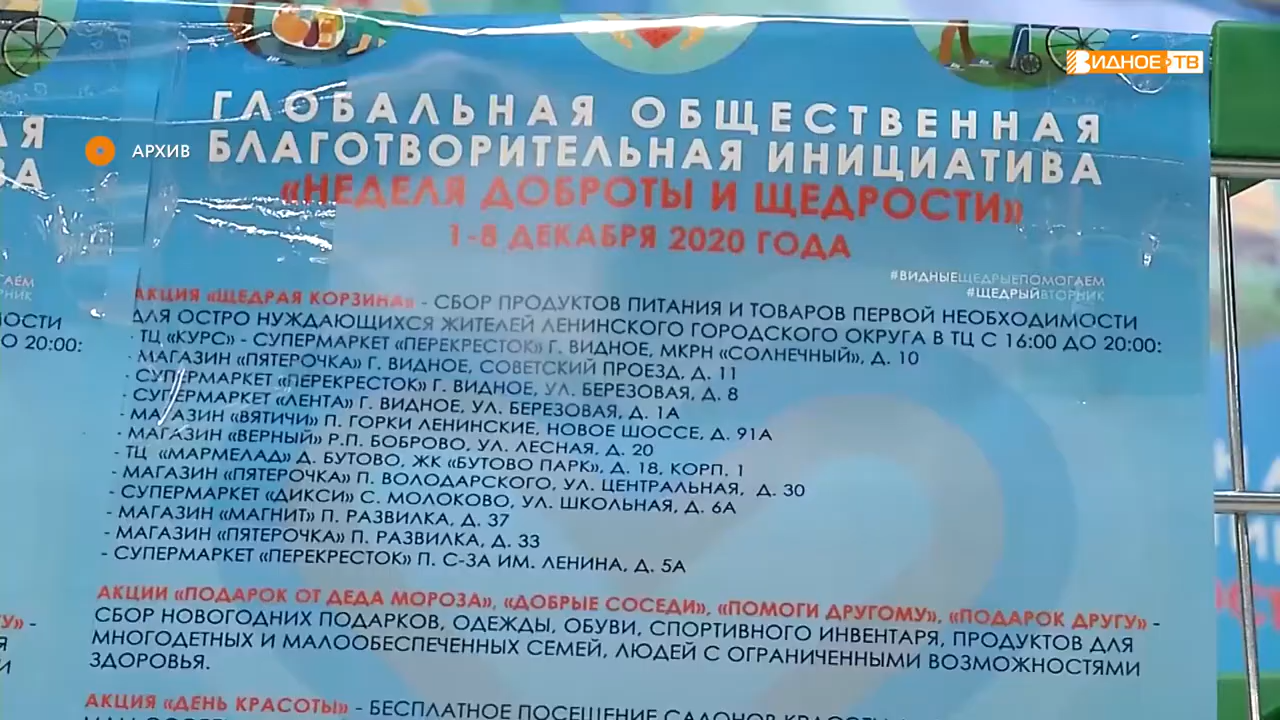 ВИДНОЕ ТВ
АРХИВ
ГЛОБАЛЬНАЯ ОБЩЕСТВЕННАЯ
БЛАГОТВОРИТЕЛЬНАЯ ИНИЦИАТИВА
«НЕДЕЛЯ ДОБРОТЫ И ЩЕДРОСТИ»
1-8 ДЕКАБРЯ 2020 ГОДА
#ВИДНЫЕЩЕДРЫЕПОМОГАЕМ
#ЩЕДРЫЙВТОРНИК
АКЦИЯ «ЩЕДРАЯ КОРЗИНА» - СБОР ПРОДУКТОВ ПИТАНИЯ И ТОВАРОВ ПЕРВОЙ НЕОБХОДИМОСТИ
ДЛЯ ОСТРО НУЖДАЮЩИХСЯ ЖИТЕЛЕЙ ЛЕНИНСКОГО ГОРОДСКОГО ОКРУГА В ТЦ С 16:00 ДО 20:00:
- ТЦ «КУРС» - СУПЕРМАРКЕТ «ПЕРЕКРЕСТОК» Г. ВИДНОЕ, МКРН «СОЛНЕЧНЫЙ», Д. 10
- МАГАЗИН «ПЯТЕРОЧКА» Г. ВИДНОЕ, СОВЕТСКИЙ ПРОЕЗД, Д. 11
- СУПЕРМАРКЕТ «ПЕРЕКРЕСТОК» Г. ВИДНОЕ, УЛ. БЕРЕЗОВАЯ, Д. 8
- СУПЕРМАРКЕТ «ЛЕНТА» Г. ВИДНОЕ, УЛ. БЕРЕЗОВАЯ, Д. 1А
- МАГАЗИН «ВЯТИЧИ» П. ГОРКИ ЛЕНИНСКИЕ, НОВОЕ ШОССЕ, Д. 91А
- МАГАЗИН «ВЕРНЫЙ» Р.П. БОБРОВО, УЛ. ЛЕСНАЯ, Д. 20
- ТЦ «МАРМЕЛАД» Д. БУТОВО, ЖК «БУТОВО ПАРК», Д. 18, КОРП. 1
- МАГАЗИН «ПЯТЕРОЧКА» П. ВОЛОДАРСКОГО, УЛ. ЦЕНТРАЛЬНАЯ, Д. 30
- СУПЕРМАРКЕТ «ДИКСИ» С. МОЛОКОВО, УЛ. ШКОЛЬНАЯ, Д. 6А
- МАГАЗИН «МАГНИТ» П. РАЗВИЛКА, Д. 37
- МАГАЗИН «ПЯТЕРОЧКА» П. РАЗВИЛКА, Д. 33
- СУПЕРМАРКЕТ «ПЕРЕКРЕСТОК» П. С-ЗА ИМ. ЛЕНИНА, Д. 5А
АКЦИИ «ПОДАРОК ОТ ДЕДА МОРОЗА», «ДОБРЫЕ СОСЕДИ», «ПОМОГИ ДРУГОМУ», «ПОДАРОК ДРУГУ» -
СБОР НОВОГОДНИХ ПОДАРКОВ, ОДЕЖДЫ, ОБУВИ, СПОРТИВНОГО ИНВЕНТАРЯ, ПРОДУКТОВ ДЛЯ
МНОГОДЕТНЫХ И МАЛООБЕСПЕЧЕННЫХ СЕМЕЙ, ЛЮДЕЙ С ОГРАНИЧЕННЫМИ ВОЗМОЖНОСТЯМИ
ЗДОРОВЬЯ.
АКЦИЯ «ДЕНЬ КРАСОТЫ» - БЕСПЛАТНОЕ ПОСЕЩЕНИЕ САЛОНОВ